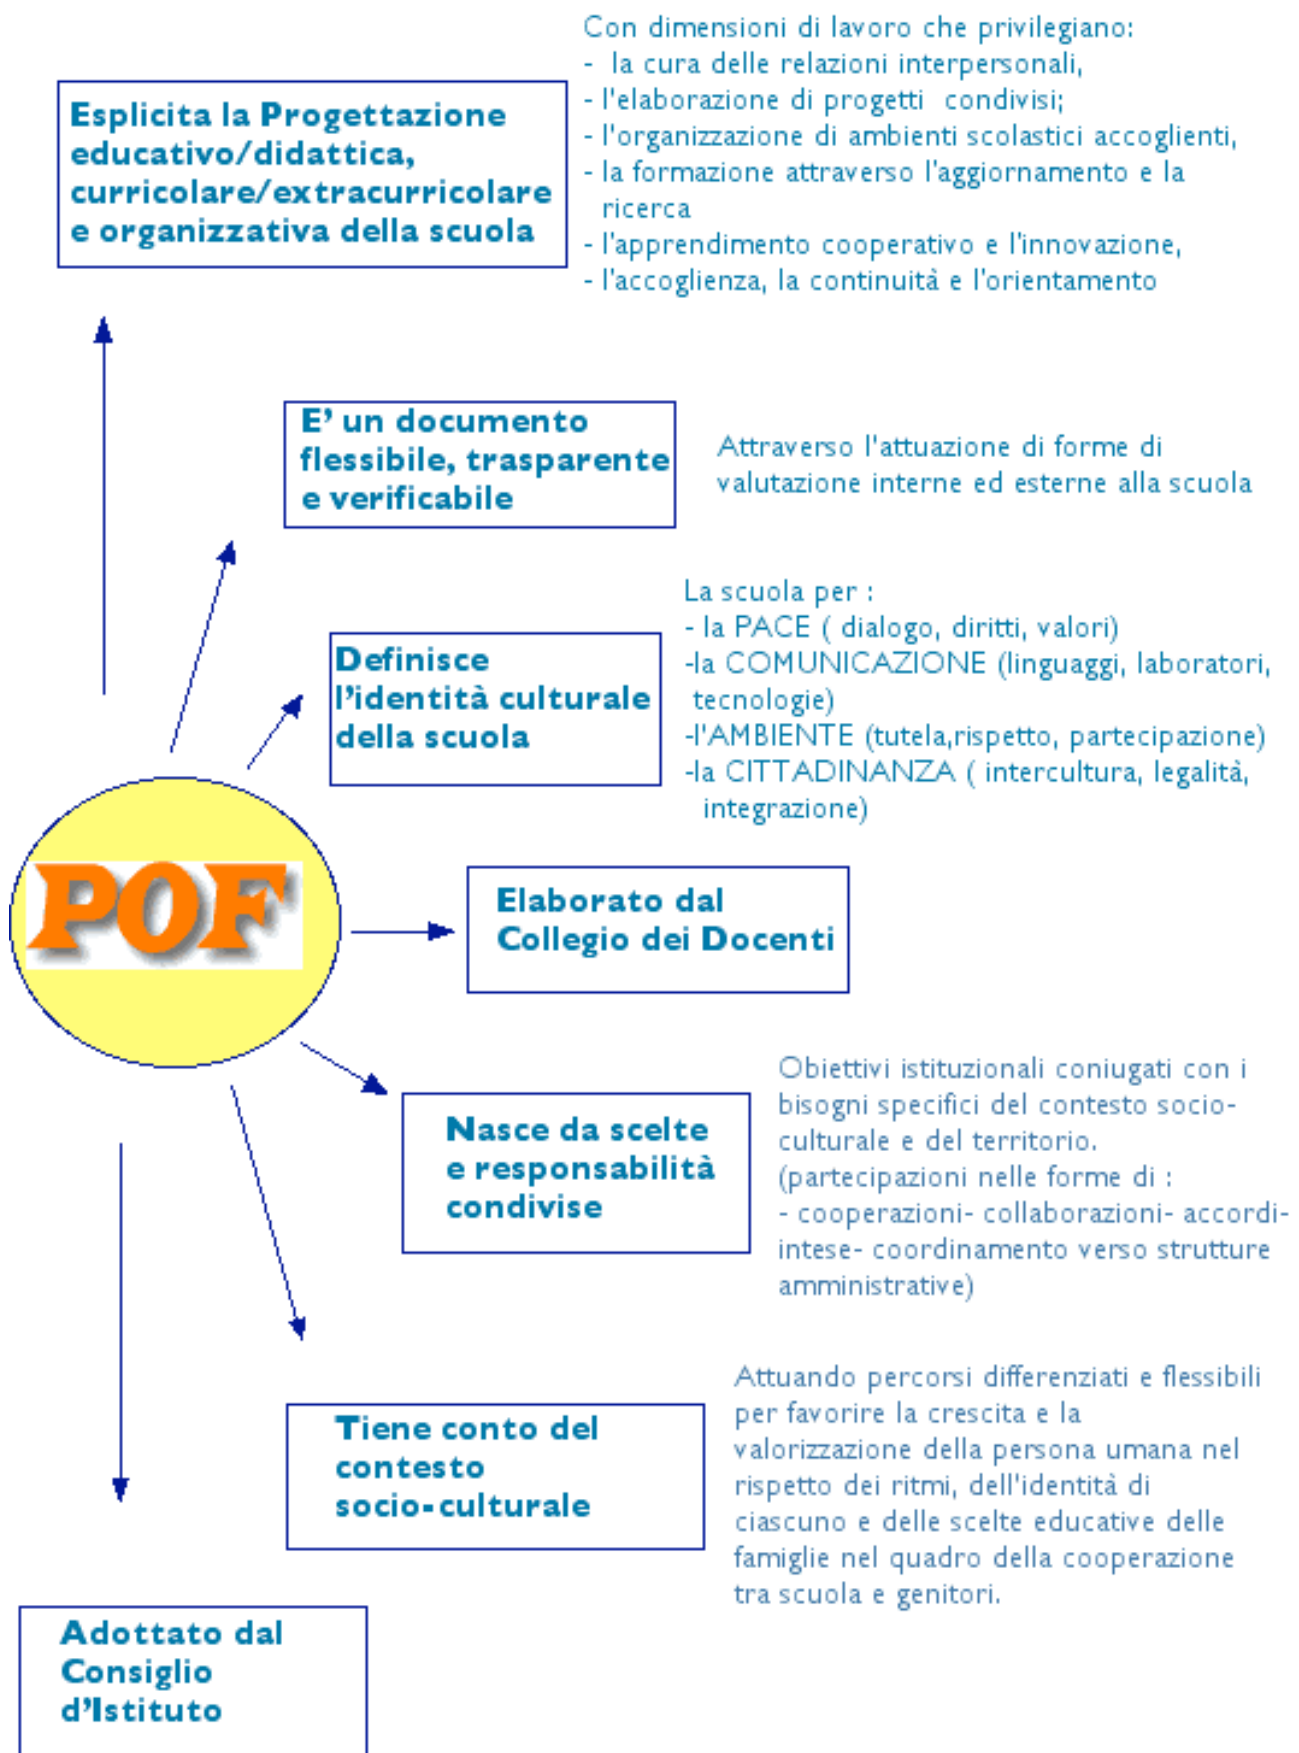 Con dimensioni di lavoro che privilegiano:
- la cura delle relazioni interpersonali,
- l'elaborazione di progetti condivisi;
- l'organizzazione di ambienti scolastici accoglienti,
- la formazione attraverso l'aggiornamento e la
ricerca
- l'apprendimento cooperativo e l'innovazione,
- l'accoglienza, la continuità e l'orientamento
Esplicita la Progettazione
educativo/didattica,
curricolare/extracurricolare
e organizzativa della scuola
E' un documento
flessibile, trasparente
e verificabile
Attraverso l'attuazione di forme di
valutazione interne ed esterne alla scuola
La scuola per :
- la PACE ( dialogo, diritti, valori)
-la COMUNICAZIONE (linguaggi, laboratori,
tecnologie)
-l'AMBIENTE (tutela,rispetto, partecipazione)
-la CITTADINANZA ( intercultura, legalità,
integrazione)
Definisce
l'identità culturale
della scuola
POF
Elaborato dal
Collegio dei Docenti
Nasce da scelte
e responsabilità
condivise
Obiettivi istituzionali coniugati con i
bisogni specifici del contesto socio-
culturale e del territorio.
(partecipazioni nelle forme di :
- cooperazioni- collaborazioni- accordi-
intese- coordinamento verso strutture
amministrative)
Tiene conto del
contesto
socio-culturale
Attuando percorsi differenziati e flessibili
per favorire la crescita e la
valorizzazione della persona umana nel
rispetto dei ritmi, dell'identità di
ciascuno e delle scelte educative delle
famiglie nel quadro della cooperazione
tra scuola e genitori.
Adottato dal
Consiglio
d'Istituto